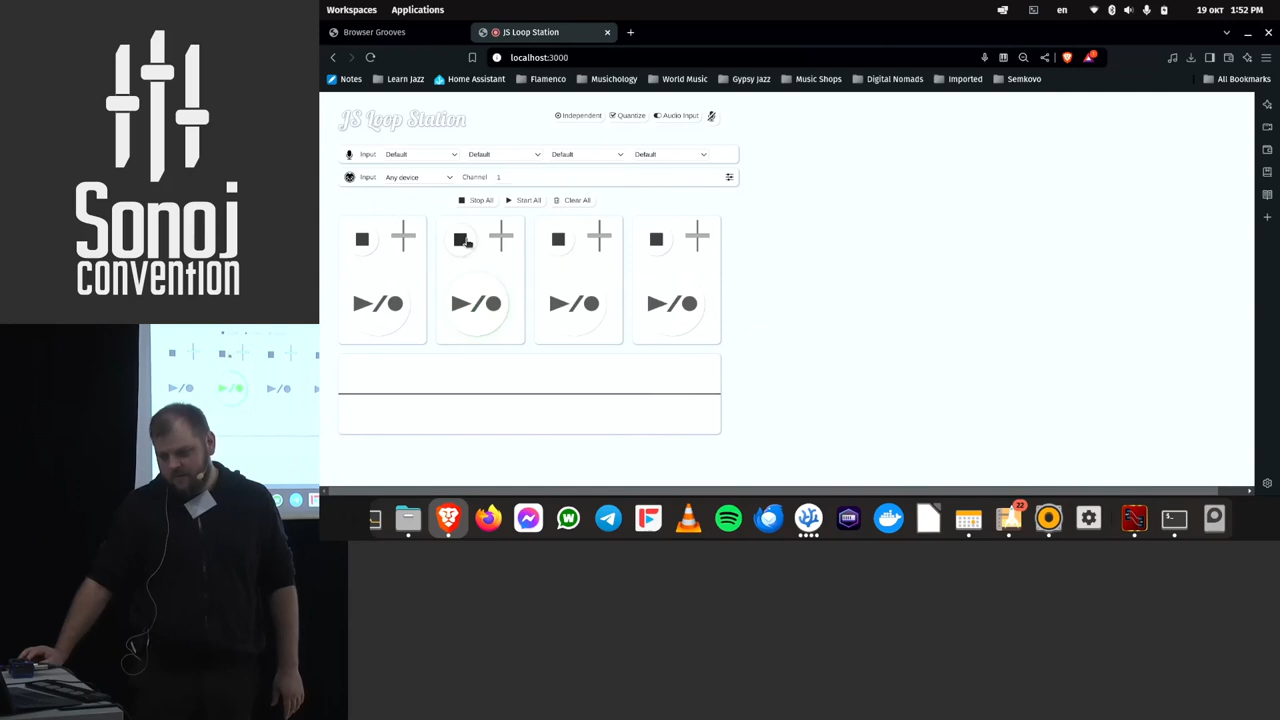 Workspaces Applications en 19 окт 1:52 PM
Browser Grooves JS Loop Station
localhost:3000
Notes Learn Jazz Home Assistant Flamenco Musichology World Music Gypsy Jazz Music Shops Digital Nomads Imported Semkovo All Bookmarks
JS Loop Station Independent Quantize Audio Input
Input Default Default Default Default
Input Any device Channel 1
Stop All Start All Clear All
22
Sonoj
convention